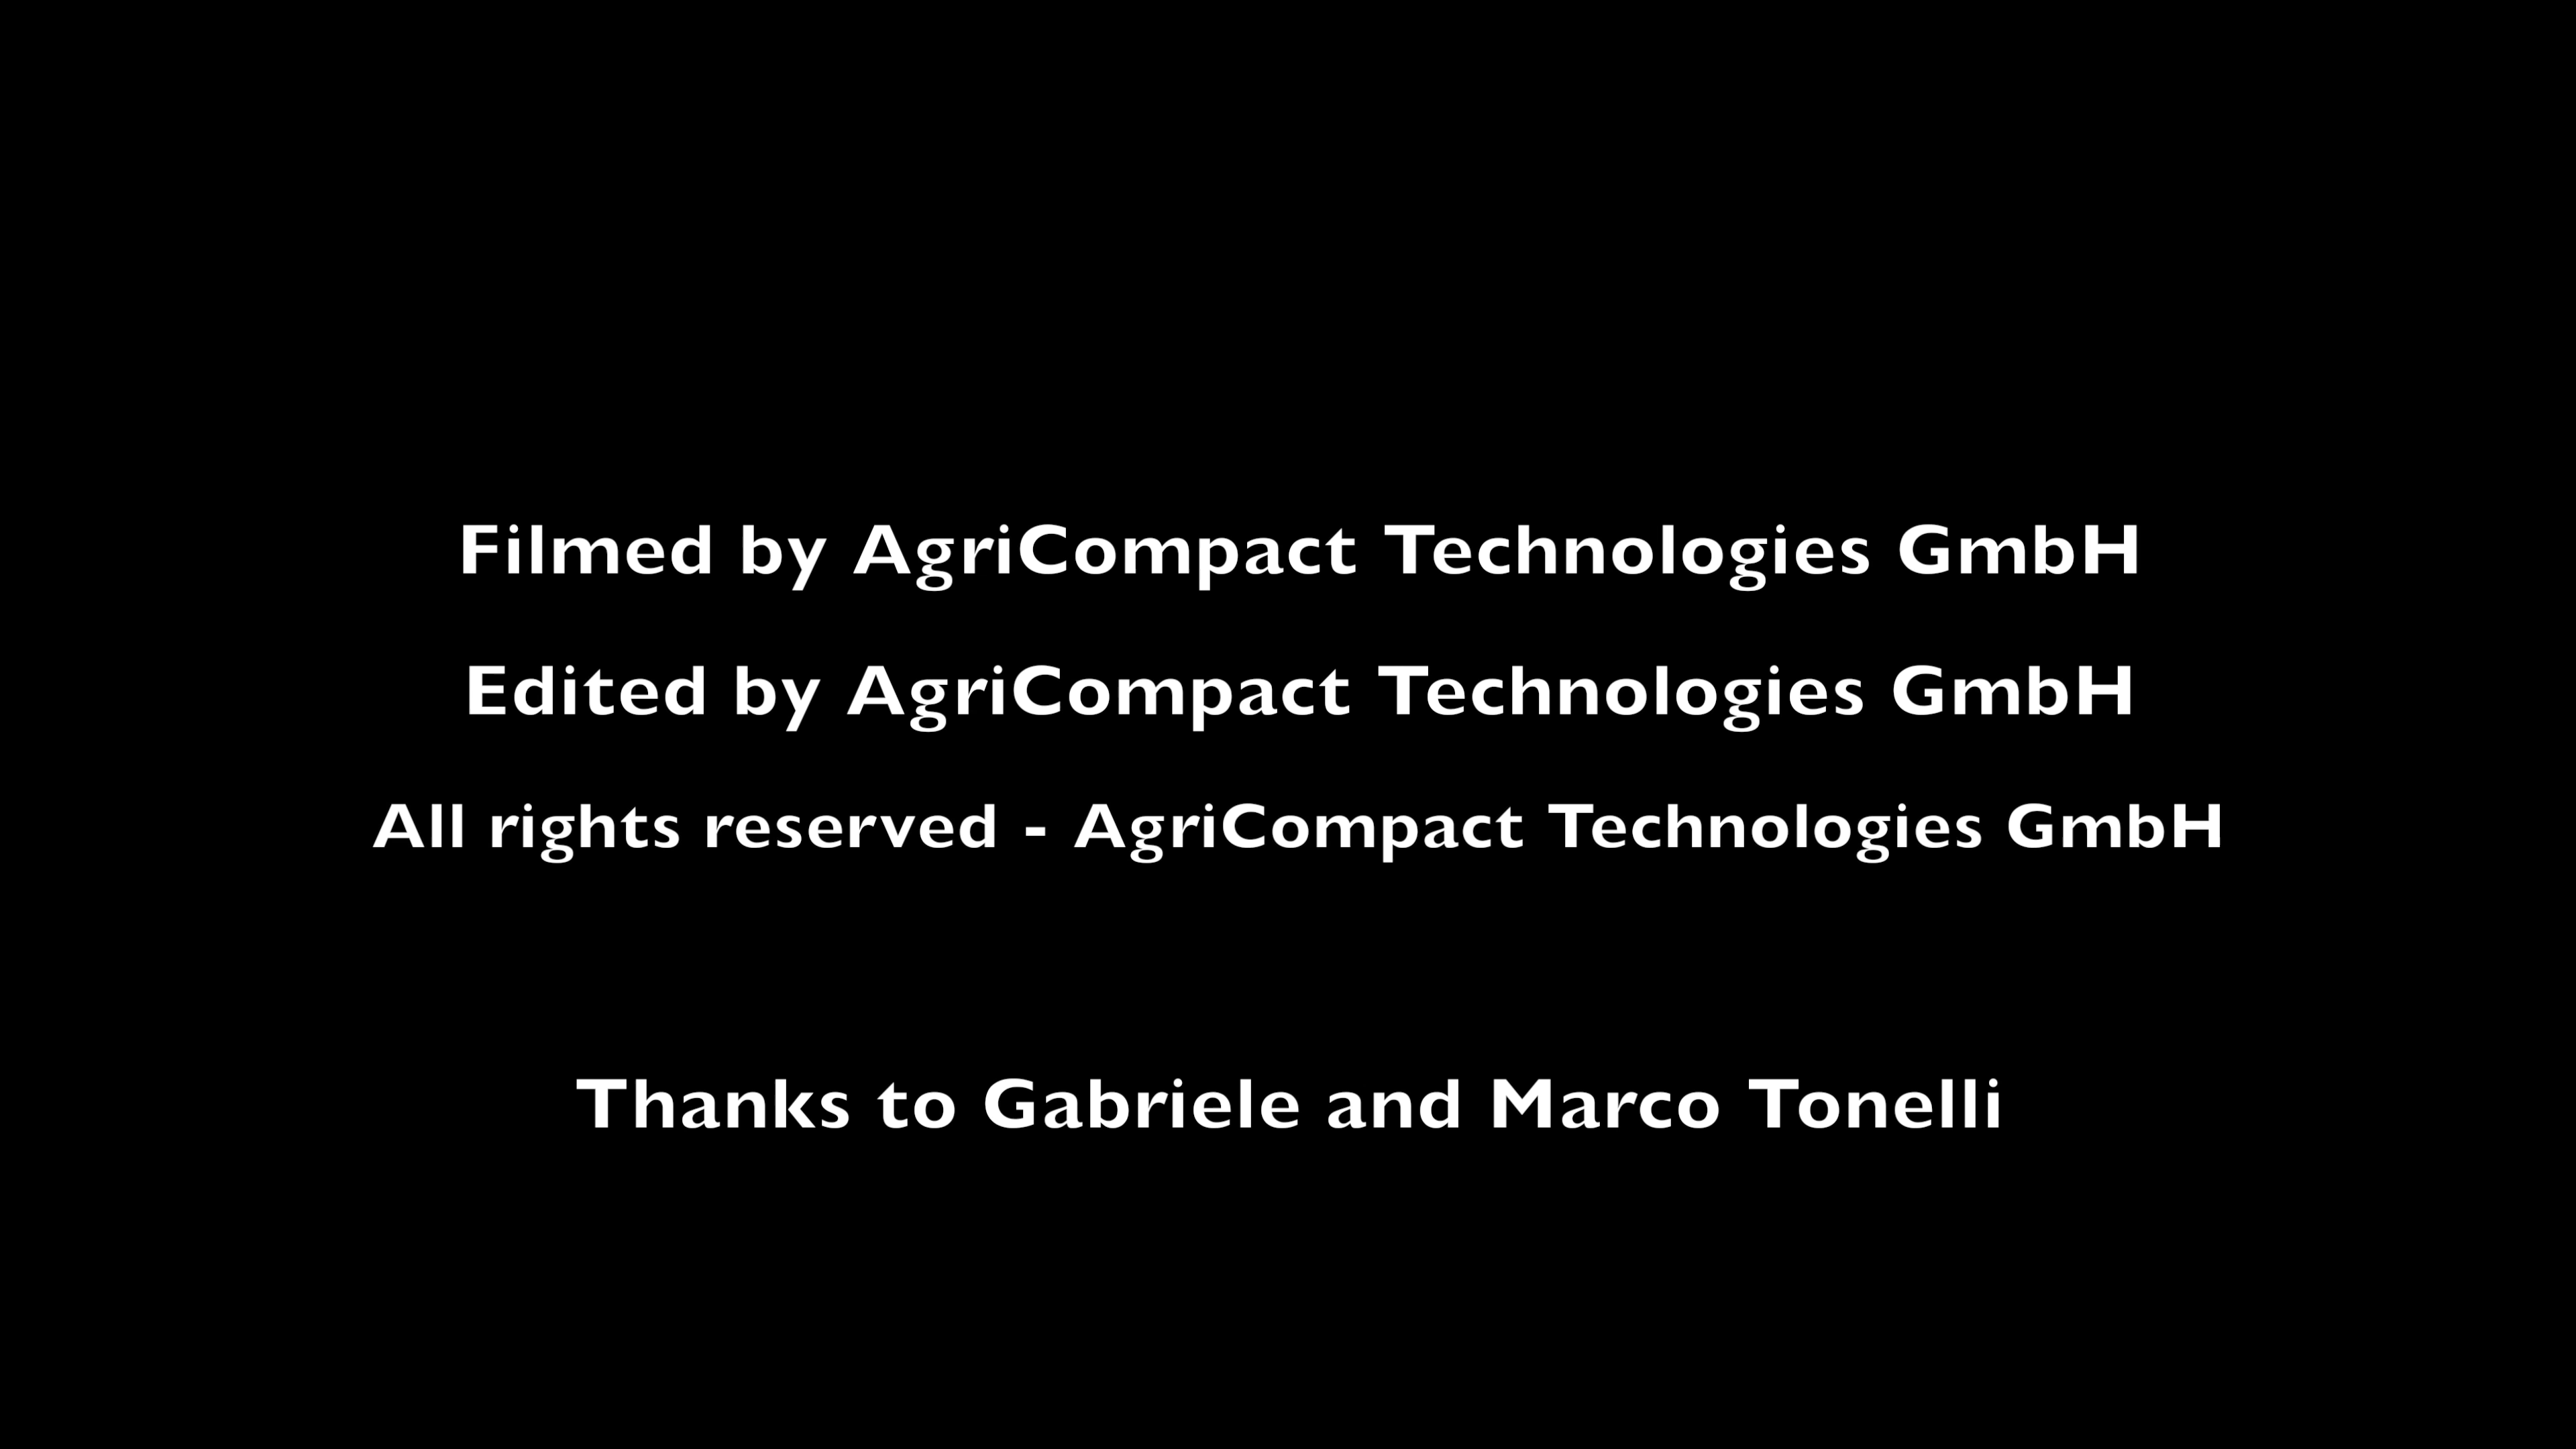 Filmed by AgriCompact Technologies GmbH
Edited by AgriCompact Technologies GmbH
All rights reserved - AgriCompact Technologies GmbH
Thanks to Gabriele and Marco Tonelli